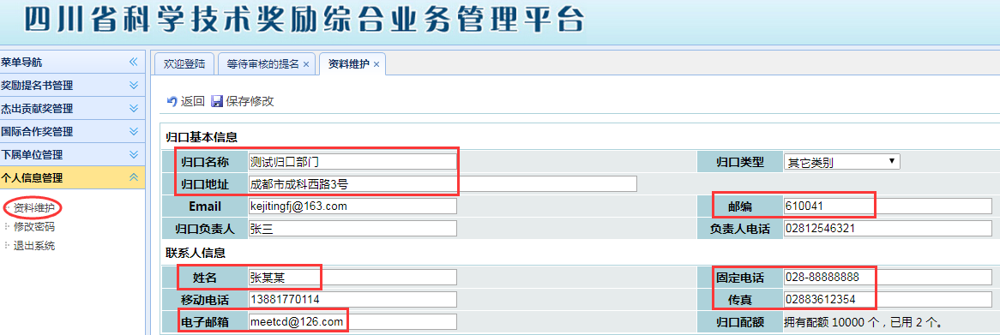 四川省科学技术奖励综合业务管理平台
菜单导航
欢迎登陆 等待审核的提名 × 资料维护 ×
奖励提名书管理
杰出贡献奖管理
国际合作奖管理
下属单位管理
个人信息管理
资料维护
修改密码
退出系统
返回 保存修改
归口基本信息
归口名称 测试归口部门 归口类型 其它类别
归口地址 成都市成科西路3号
Email kejitingfj@163.com 邮编 610041
归口负责人 张三 负责人电话 02812546321
联系人信息
姓名 张某某 固定电话 028-88888888
移动电话 13881770114 传真 02883612354
电子邮箱 meetcd@126.com 归口配额 拥有配额 10000 个，已用 2 个。